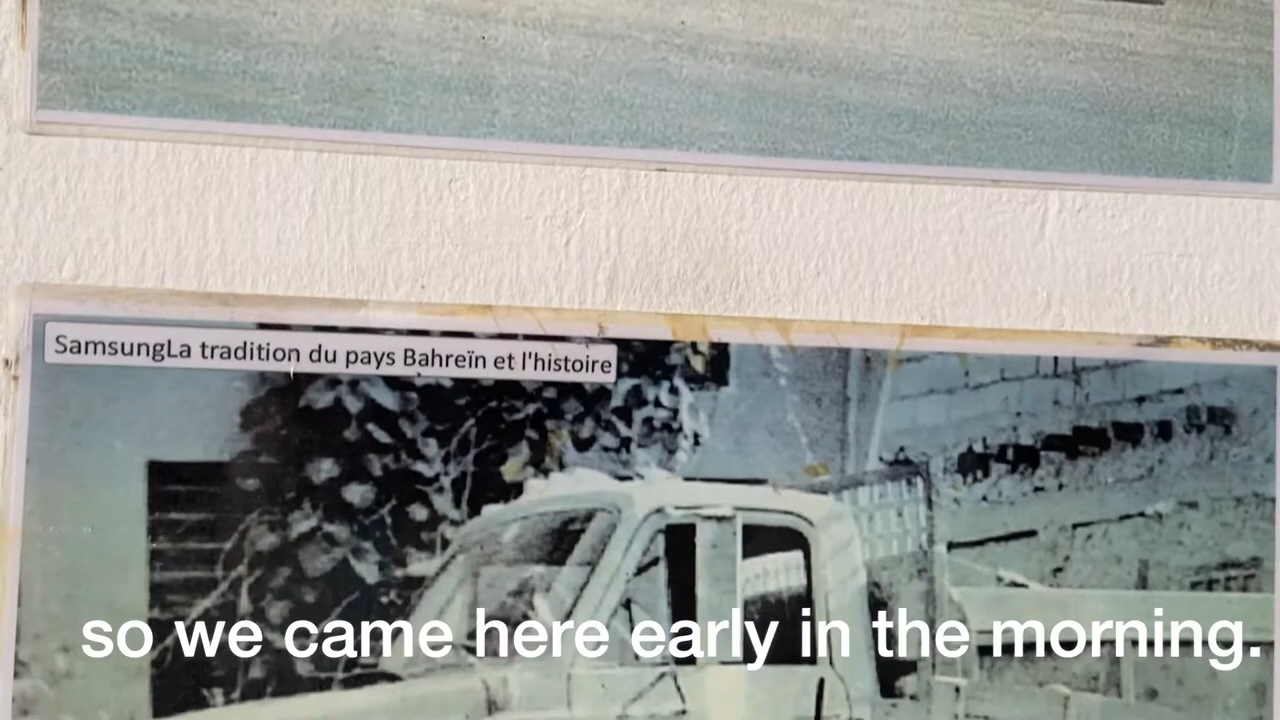 SamsungLa tradition du pays Bahreïn et l'histoire
so we came here early in the morning.